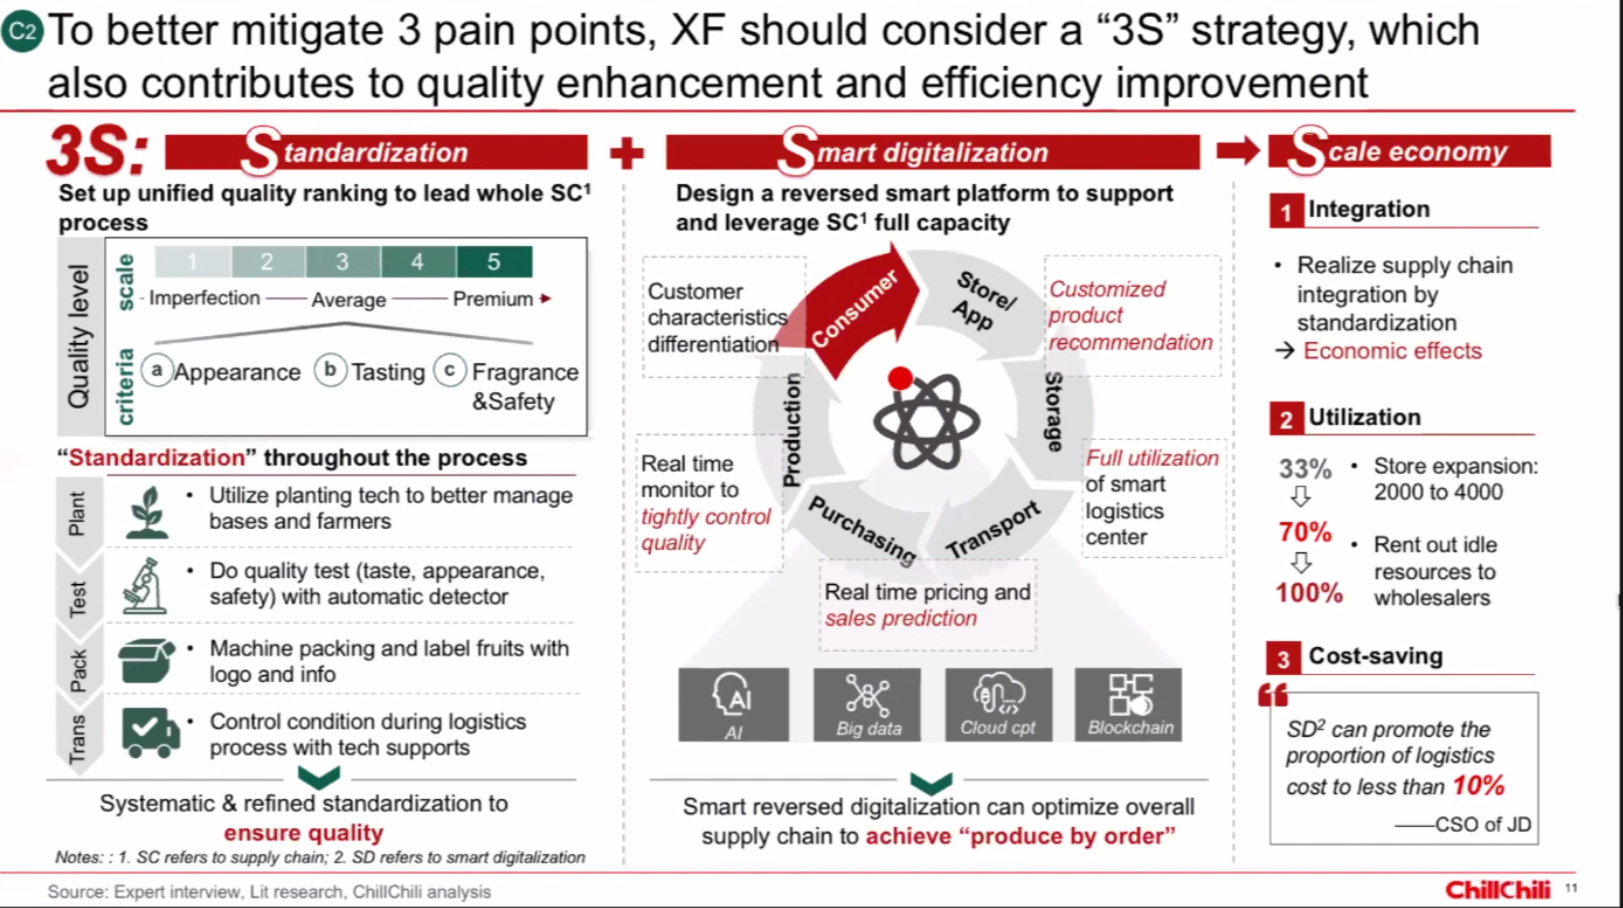 C2
To better mitigate 3 pain points, XF should consider a “3S” strategy, which
also contributes to quality enhancement and efficiency improvement
3S:
Standardization
+
Smart digitalization
Scale economy
Set up unified quality ranking to lead whole SC¹
process
Quality level
scale
1 2 3 4 5
Imperfection Average Premium
criteria
a Appearance b Tasting c Fragrance
&Safety
“Standardization” throughout the process
Plant
• Utilize planting tech to better manage
bases and farmers
Test
• Do quality test (taste, appearance,
safety) with automatic detector
Pack
• Machine packing and label fruits with
logo and info
Trans
• Control condition during logistics
process with tech supports
Systematic & refined standardization to
ensure quality
Notes: : 1. SC refers to supply chain; 2. SD refers to smart digitalization
Design a reversed smart platform to support
and leverage SC¹ full capacity
Customer
characteristics
differentiation
Consumer
Store/
App
Customized
product
recommendation
Storage
Full utilization
of smart
logistics
center
Transport
Purchasing
Real time pricing and
sales prediction
Production
Real time
monitor to
tightly control
quality
AI
AI
Big data
Cloud cpt
Blockchain
Smart reversed digitalization can optimize overall
supply chain to achieve “produce by order”
1 Integration
• Realize supply chain
integration by
standardization
→ Economic effects
2 Utilization
33%
• Store expansion:
2000 to 4000
70%
• Rent out idle
resources to
wholesalers
100%
3 Cost-saving
“
SD² can promote the
proportion of logistics
cost to less than 10%
——CSO of JD
Source: Expert interview, Lit research, ChillChili analysis
ChillChili
11